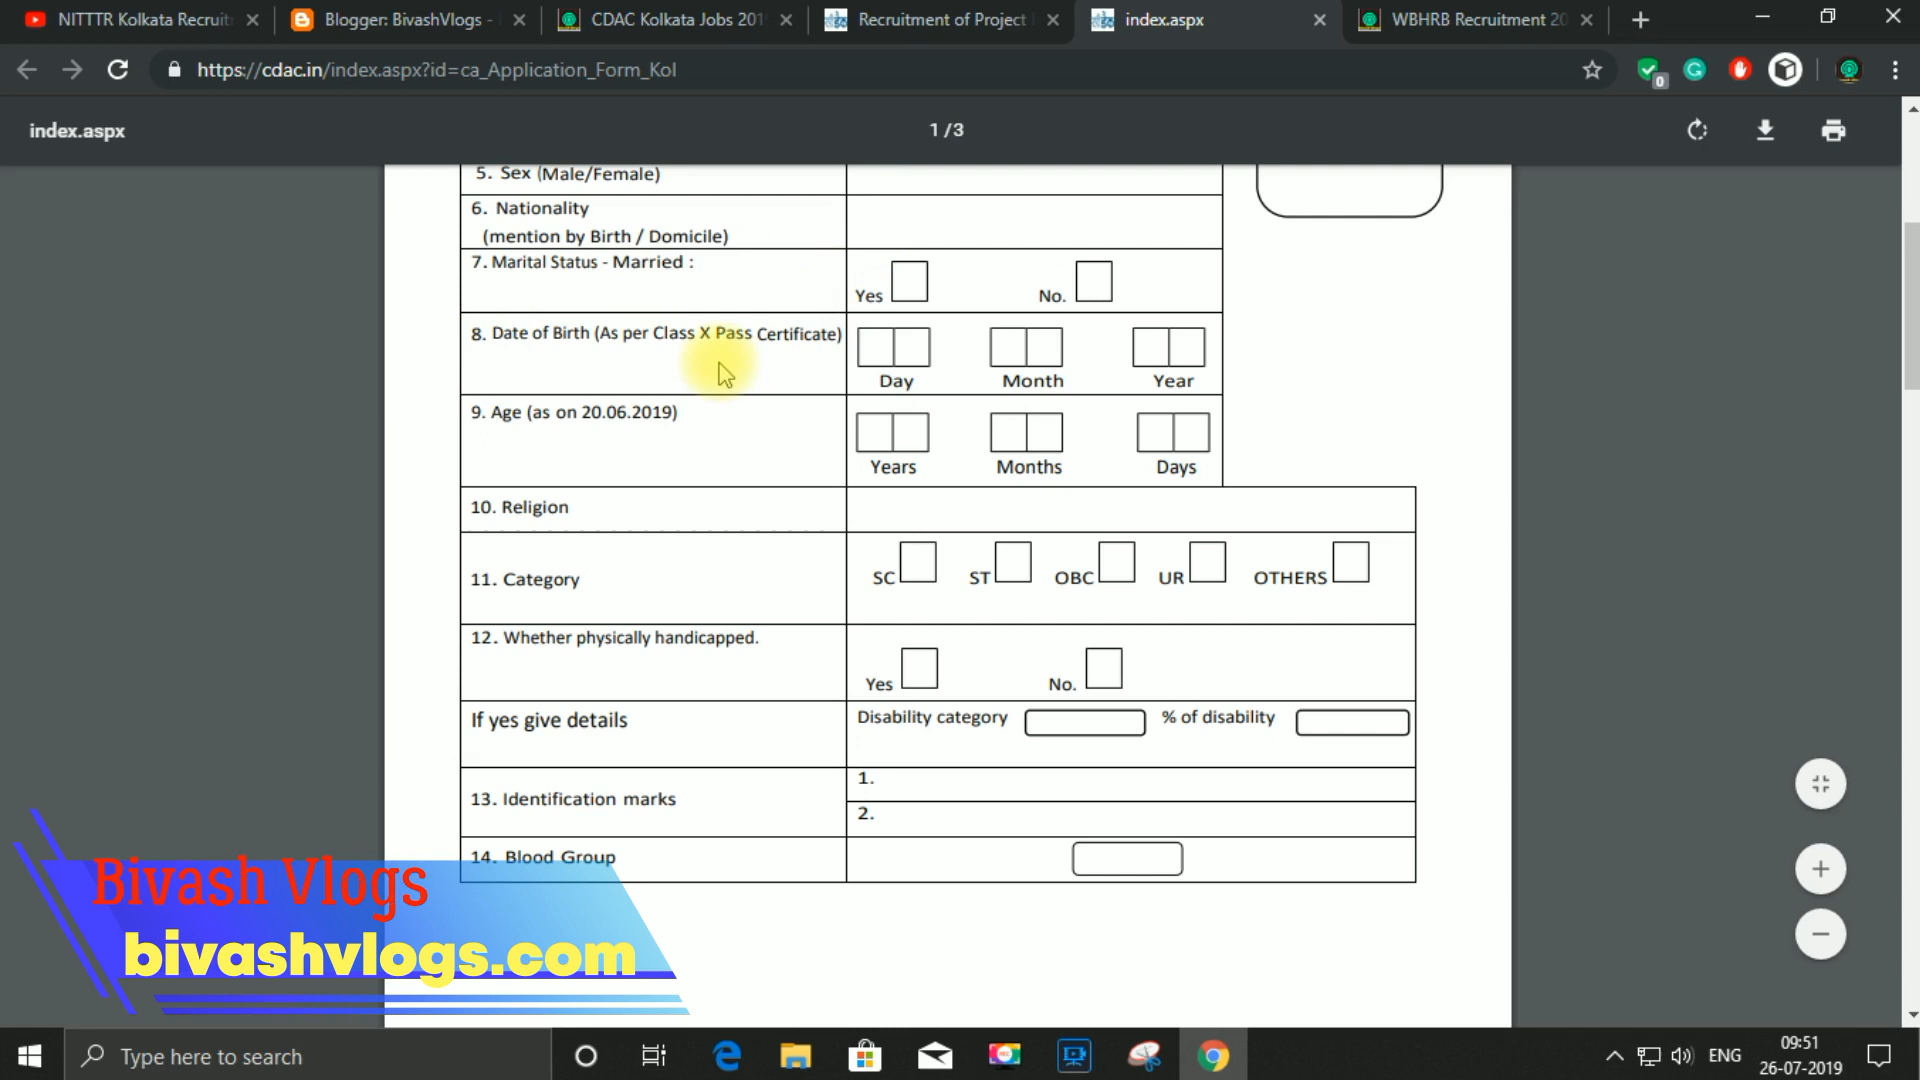 NITTTR Kolkata Recruit
Blogger: BivashVlogs -
CDAC Kolkata Jobs 201
Recruitment of Project
index.aspx
WBHRB Recruitment 20
https://cdac.in/index.aspx?id=ca_Application_Form_Kol
0
index.aspx
1 / 3
5. Sex (Male/Female)
6. Nationality
(mention by Birth / Domicile)
7. Marital Status - Married :
Yes
No.
8. Date of Birth (As per Class X Pass Certificate)
Day
Month
Year
9. Age (as on 20.06.2019)
Years
Months
Days
10. Religion
11. Category
SC
ST
OBC
UR
OTHERS
12. Whether physically handicapped.
Yes
No.
If yes give details
Disability category
% of disability
13. Identification marks
1.
2.
14. Blood Group
Bivash Vlogs
bivashvlogs.com
Type here to search
ENG
09:51
26-07-2019